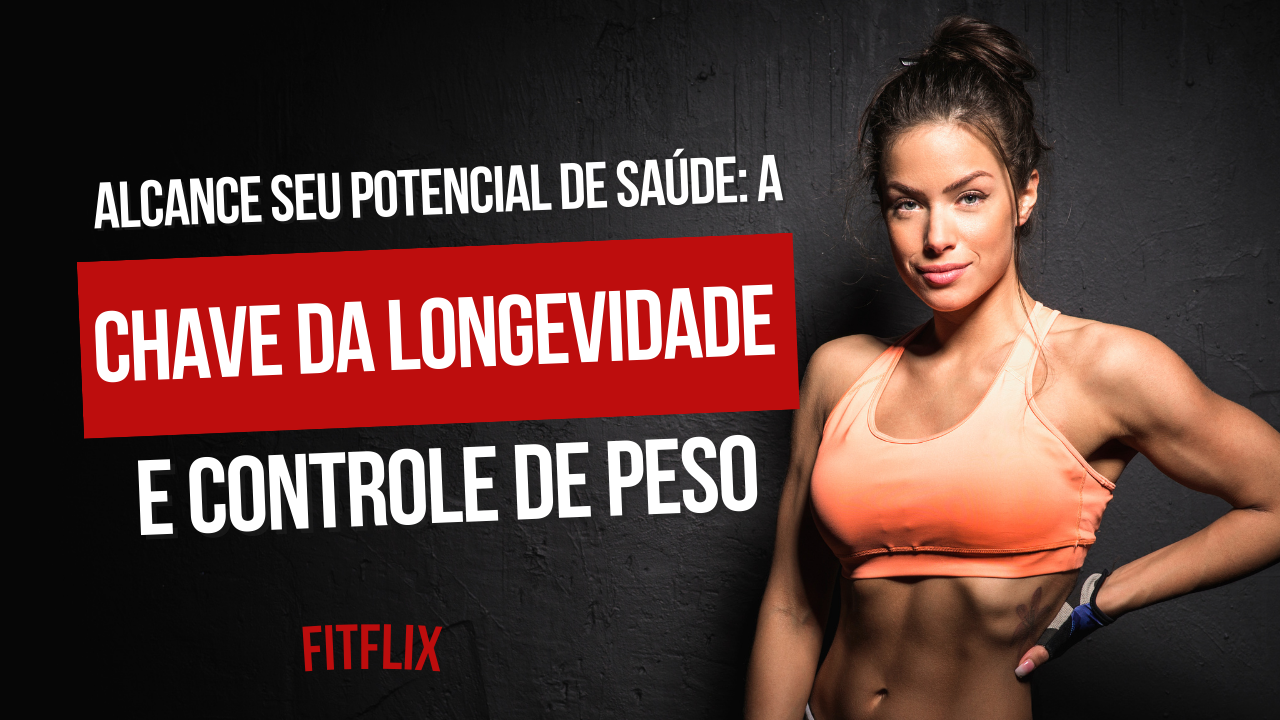 ALCANCE SEU POTENCIAL DE SAÚDE: A
CHAVE DA LONGEVIDADE
E CONTROLE DE PESO
FITFLIX